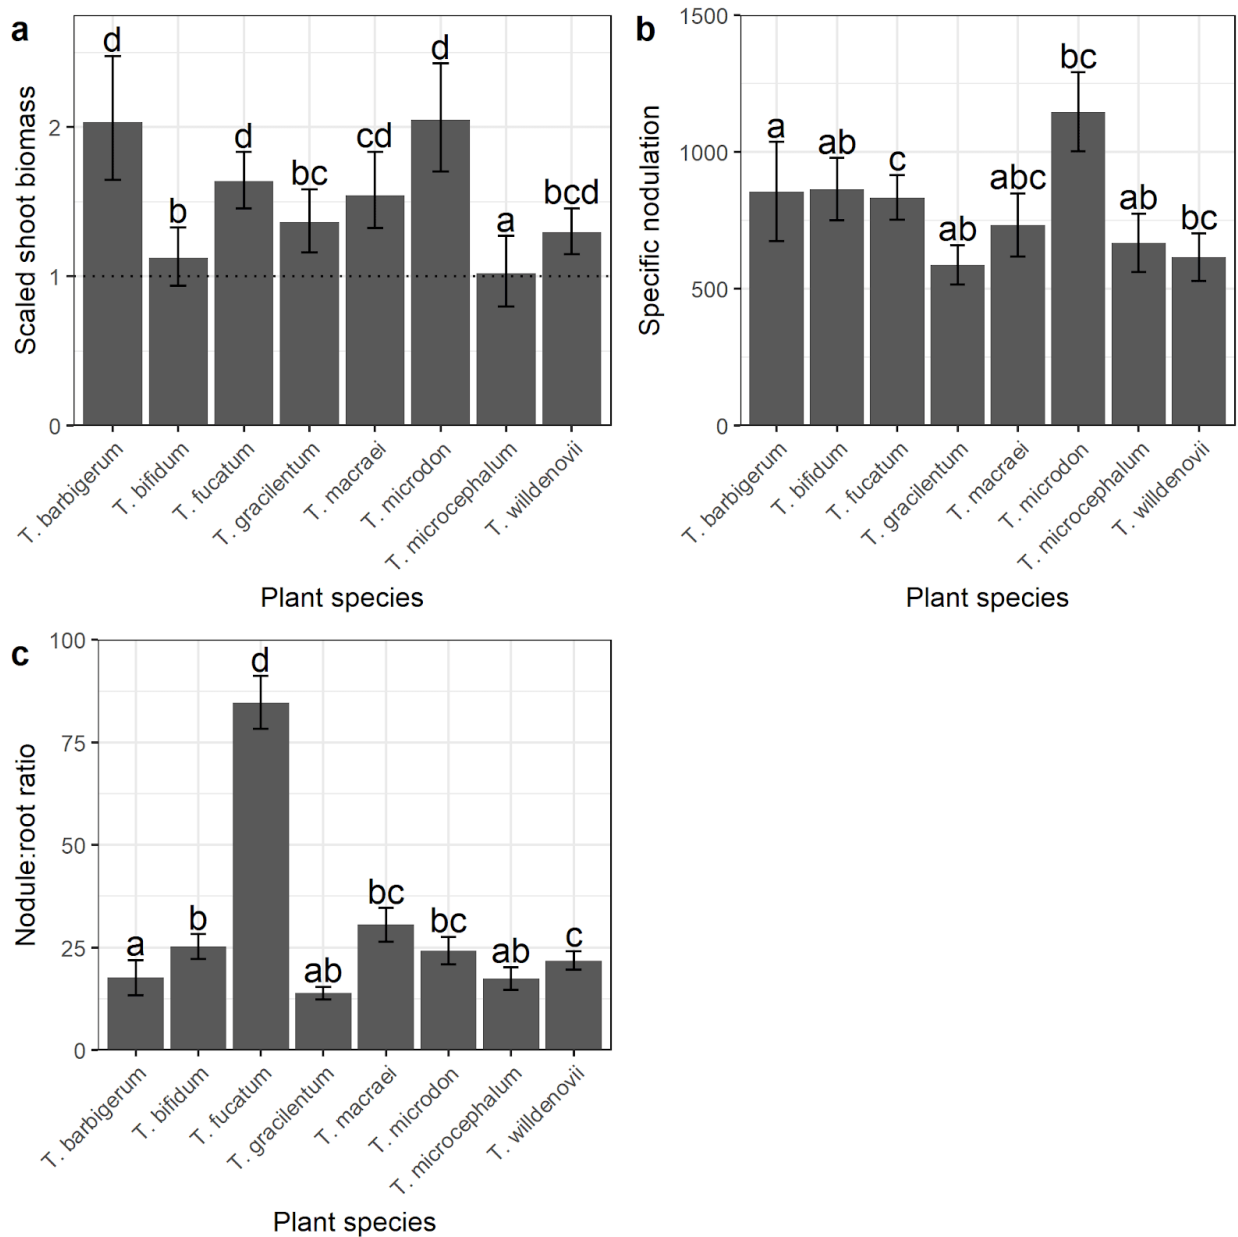 a
Scaled shoot biomass
2
1
0
d
b
d
bc
cd
d
a
bcd
T. barbigerum
T. bifidum
T. fucatum
T. gracilentum
T. macraei
T. microdon
T. microcephalum
T. willdenovii
Plant species
b
Specific nodulation
1500
1000
500
0
a
ab
c
ab
abc
bc
ab
bc
T. barbigerum
T. bifidum
T. fucatum
T. gracilentum
T. macraei
T. microdon
T. microcephalum
T. willdenovii
Plant species
c
Nodule:root ratio
100
75
50
25
0
a
b
d
ab
bc
bc
ab
c
T. barbigerum
T. bifidum
T. fucatum
T. gracilentum
T. macraei
T. microdon
T. microcephalum
T. willdenovii
Plant species